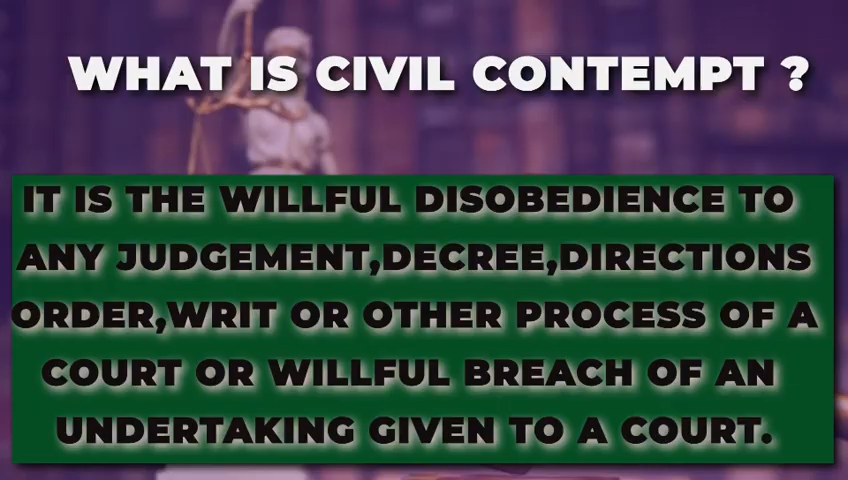 WHAT IS CIVIL CONTEMPT ?
IT IS THE WILLFUL DISOBEDIENCE TO
ANY JUDGEMENT,DECREE,DIRECTIONS
ORDER,WRIT OR OTHER PROCESS OF A
COURT OR WILLFUL BREACH OF AN
UNDERTAKING GIVEN TO A COURT.